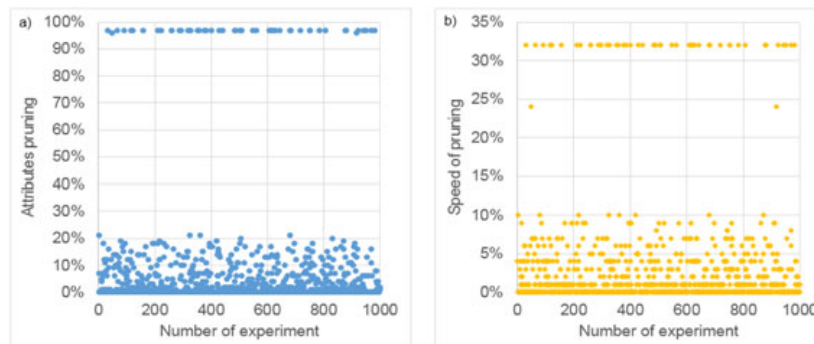 a)
100%
90%
80%
70%
60%
50%
40%
30%
20%
10%
0%
Attributes pruning
0 200 400 600 800 1000
Number of experiment
b)
35%
30%
25%
20%
15%
10%
5%
0%
Speed of pruning
0 200 400 600 800 1000
Number of experiment